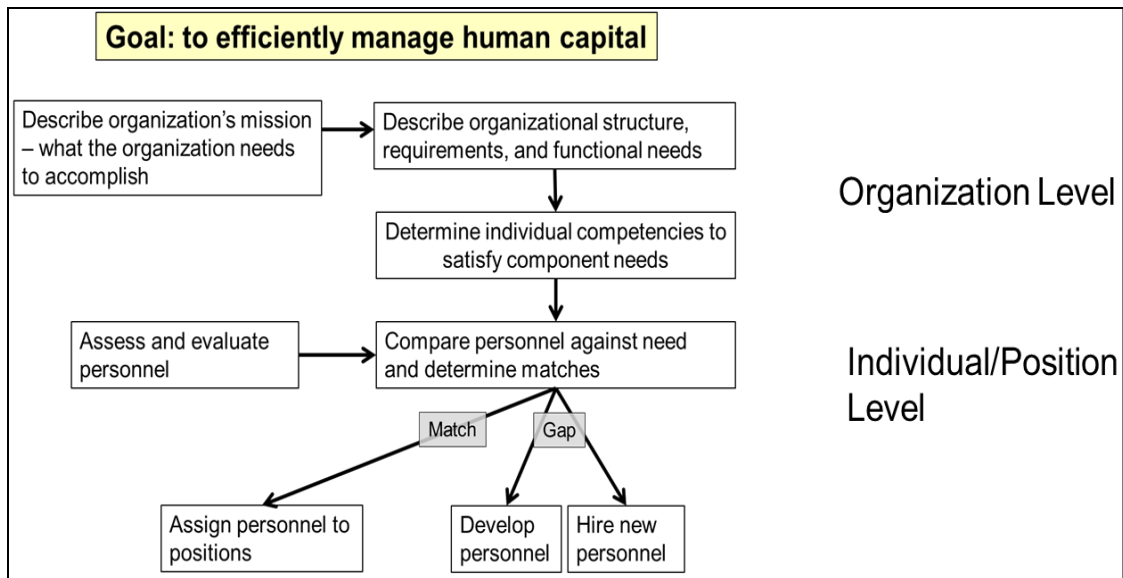 Goal: to efficiently manage human capital
Describe organization's mission
– what the organization needs
to accomplish
Describe organizational structure,
requirements, and functional needs
Organization Level
Determine individual competencies to
satisfy component needs
Assess and evaluate
personnel
Compare personnel against need
and determine matches
Individual/Position
Level
Match
Gap
Assign personnel to
positions
Develop
personnel
Hire new
personnel